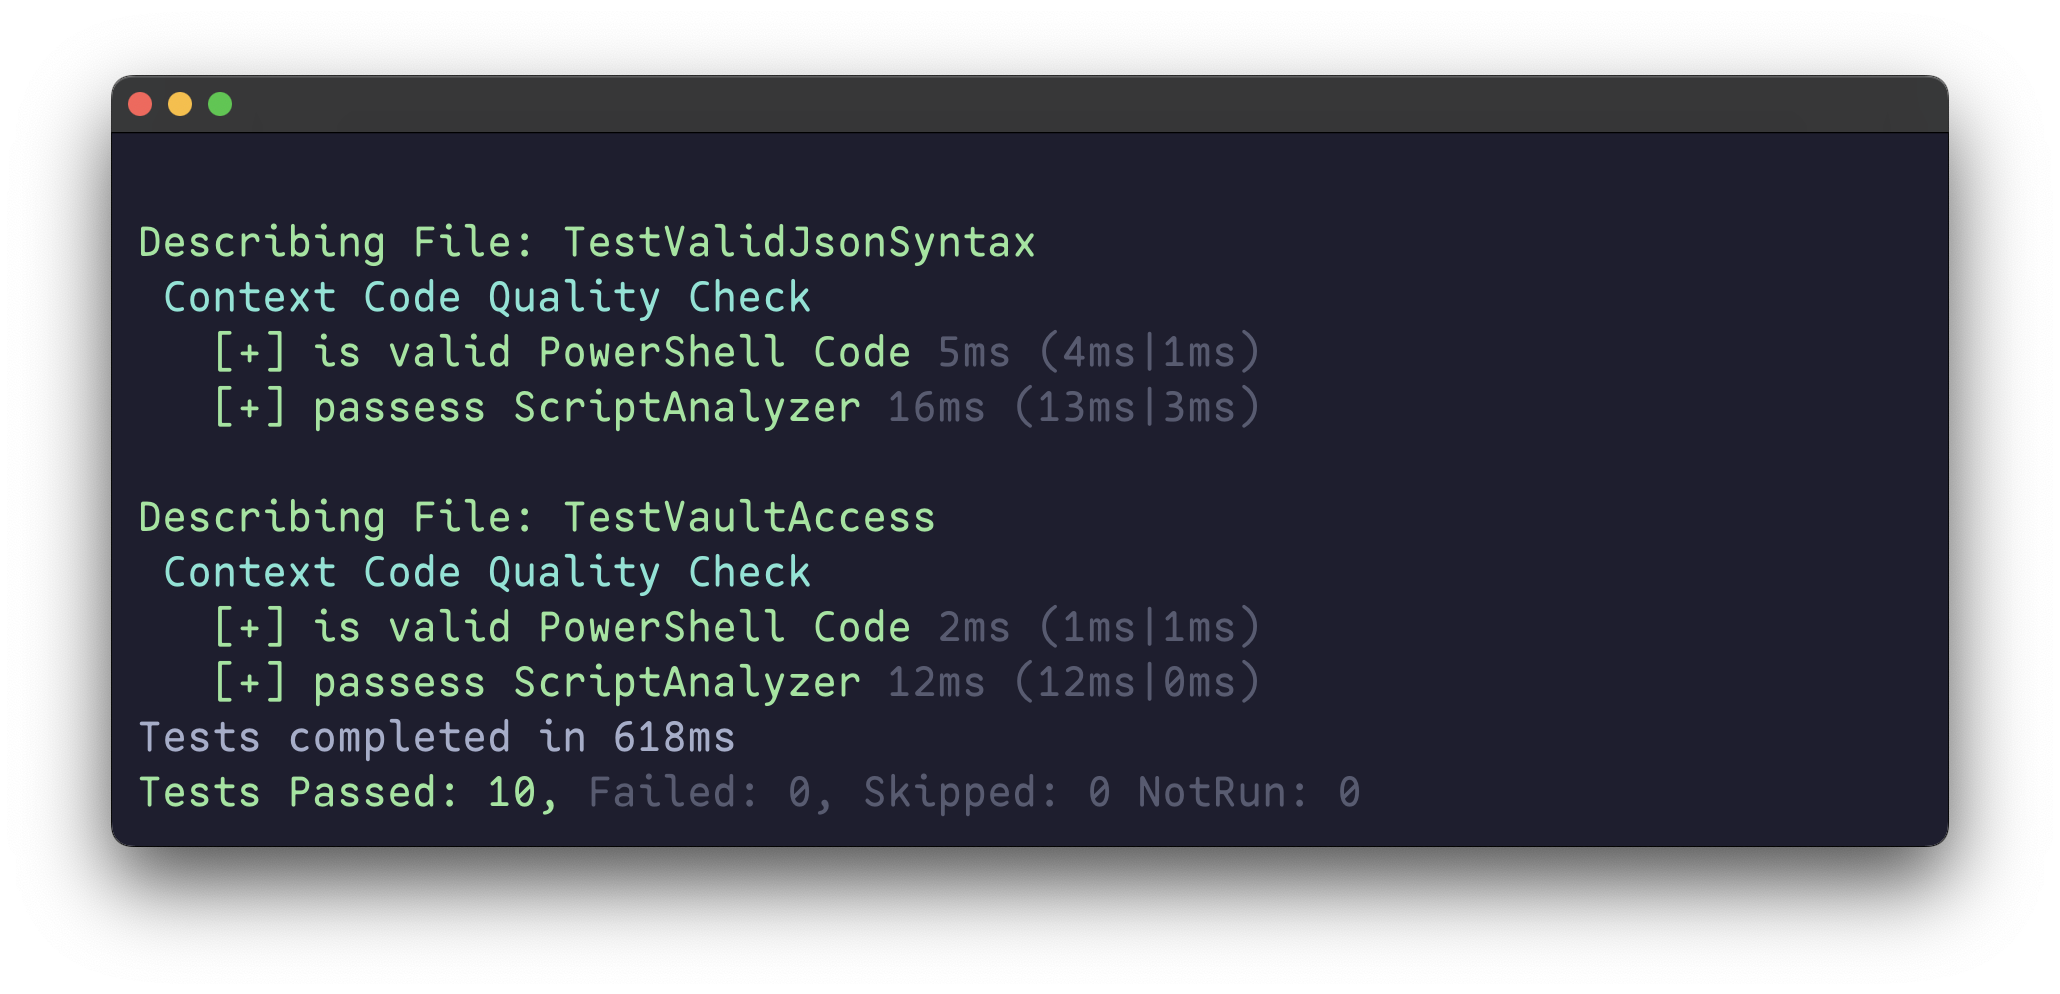 Describing File: TestValidJsonSyntax
Context Code Quality Check
[+] is valid PowerShell Code 5ms (4ms|1ms)
[+] passess ScriptAnalyzer 16ms (13ms|3ms)
Describing File: TestVaultAccess
Context Code Quality Check
[+] is valid PowerShell Code 2ms (1ms|1ms)
[+] passess ScriptAnalyzer 12ms (12ms|0ms)
Tests completed in 618ms
Tests Passed: 10, Failed: 0, Skipped: 0 NotRun: 0